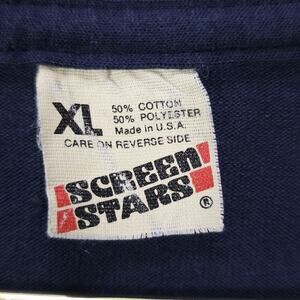 XL
50% COTTON
50% POLYESTER
Made in U.S.A.
CARE ON REVERSE SIDE
SCREEN
STARS
®